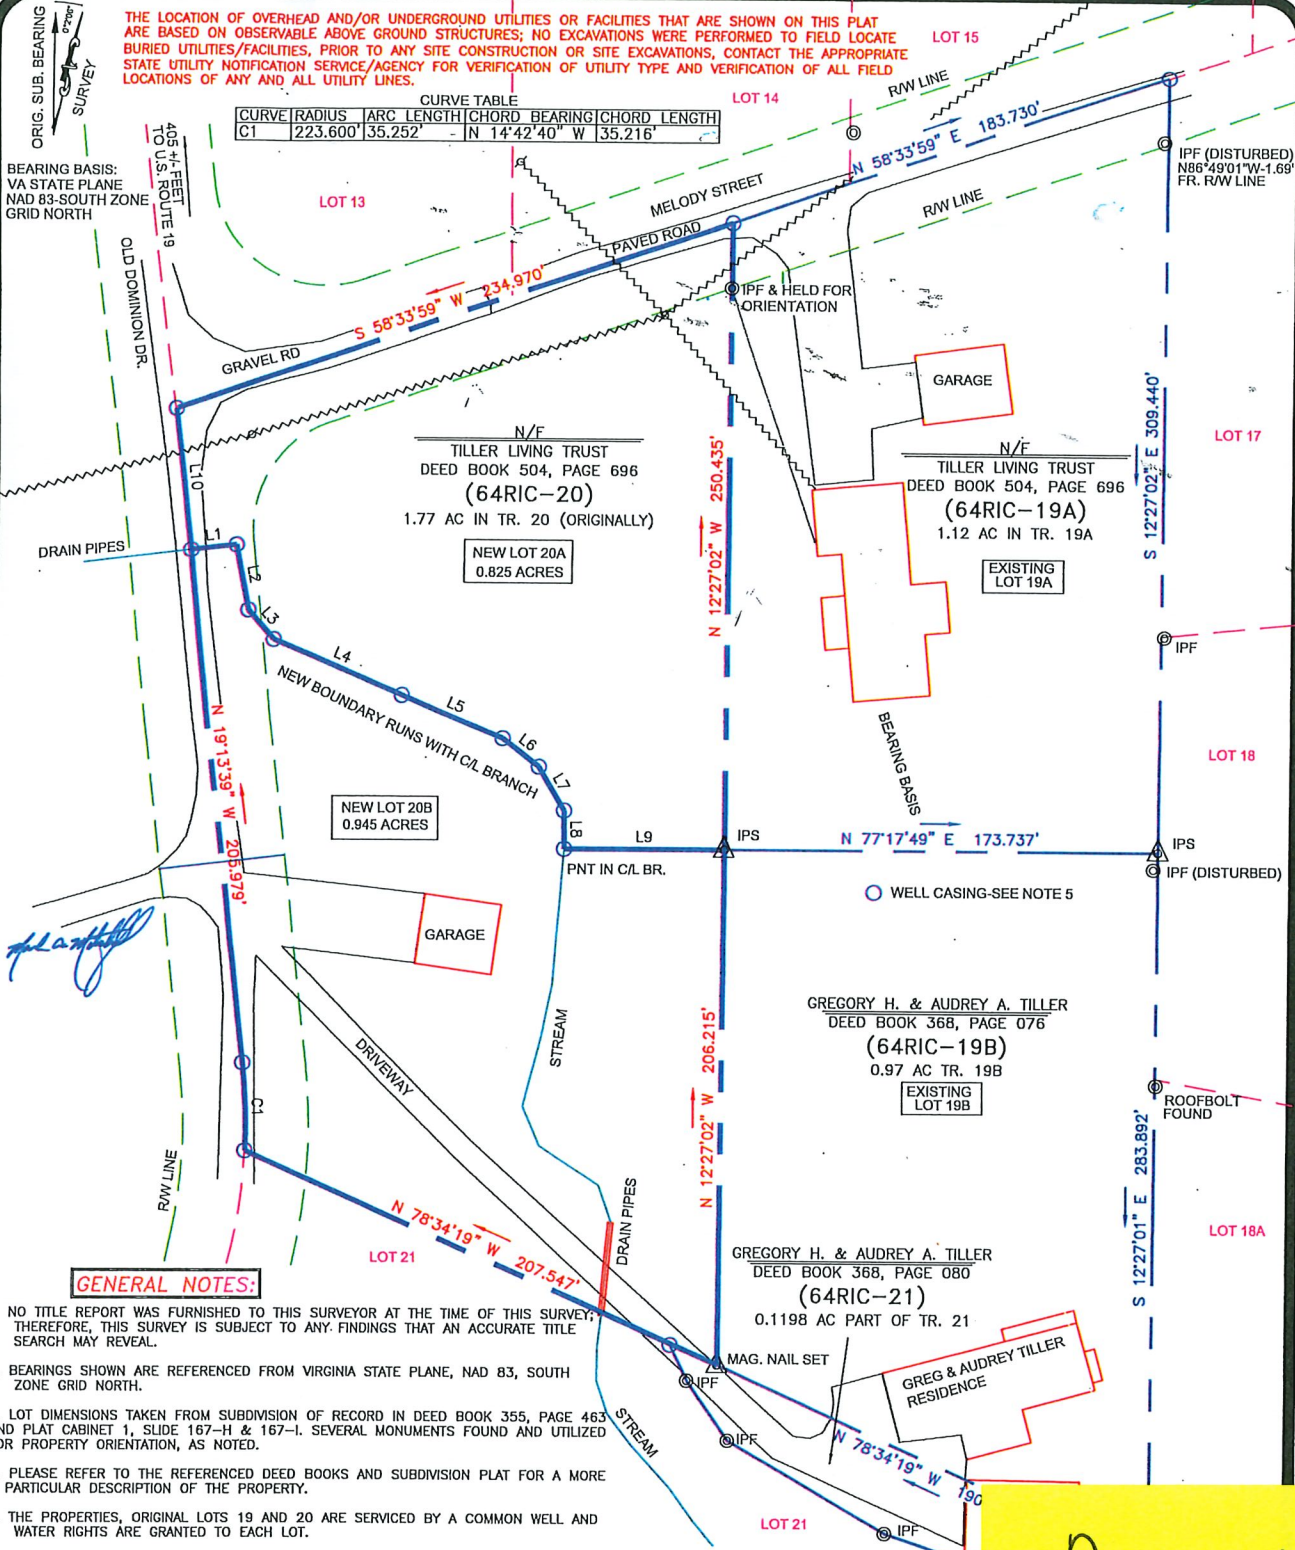 THE LOCATION OF OVERHEAD AND/OR UNDERGROUND UTILITIES OR FACILITIES THAT ARE SHOWN ON THIS PLAT
ARE BASED ON OBSERVABLE ABOVE GROUND STRUCTURES; NO EXCAVATIONS WERE PERFORMED TO FIELD LOCATE
BURIED UTILITIES/FACILITIES, PRIOR TO ANY SITE CONSTRUCTION OR SITE EXCAVATIONS, CONTACT THE APPROPRIATE
STATE UTILITY NOTIFICATION SERVICE/AGENCY FOR VERIFICATION OF UTILITY TYPE AND VERIFICATION OF ALL FIELD
LOCATIONS OF ANY AND ALL UTILITY LINES.
ORIG. SUB. BEARING
0°2'06"
SURVEY
CURVE TABLE
CURVE RADIUS ARC LENGTH CHORD BEARING CHORD LENGTH
C1 223.600' 35.252' N 14°42'40" W 35.216'
LOT 15
LOT 14
R/W LINE
BEARING BASIS:
VA STATE PLANE
NAD 83-SOUTH ZONE
GRID NORTH
405 +/- FEET
TO U.S. ROUTE 19
LOT 13
MELODY STREET
N 58°33'59" E 183.730'
IPF (DISTURBED)
N86°49'01"W-1.69'
FR. R/W LINE
R/W LINE
PAVED ROAD
OLD DOMINION DR.
S 58°33'59" W 234.970'
IPF & HELD FOR
ORIENTATION
GRAVEL RD
GARAGE
S 12°27'02" E 309.440'
LOT 17
N/F
TILLER LIVING TRUST
DEED BOOK 504, PAGE 696
(64RIC-20)
1.77 AC IN TR. 20 (ORIGINALLY)
NEW LOT 20A
0.825 ACRES
N 12°27'02" W 250.435'
N/F
TILLER LIVING TRUST
DEED BOOK 504, PAGE 696
(64RIC-19A)
1.12 AC IN TR. 19A
EXISTING
LOT 19A
L10
DRAIN PIPES
L1
L2
L3
L4
L5
L6
L7
L8
L9
NEW BOUNDARY RUNS WITH C/L BRANCH
IPF
BEARING BASIS
LOT 18
N 19°13'39" W 205.979'
NEW LOT 20B
0.945 ACRES
IPS
N 77°17'49" E 173.737'
IPS
IPF (DISTURBED)
PNT IN C/L BR.
WELL CASING-SEE NOTE 5
GARAGE
STREAM
GREGORY H. & AUDREY A. TILLER
DEED BOOK 368, PAGE 076
(64RIC-19B)
0.97 AC TR. 19B
EXISTING
LOT 19B
N 12°27'02" W 206.215'
DRIVEWAY
C1
ROOFBOLT
FOUND
S 12°27'01" E 283.892'
R/W LINE
N 78°34'19" W 207.547'
DRAIN PIPES
LOT 21
LOT 18A
GREGORY H. & AUDREY A. TILLER
DEED BOOK 368, PAGE 080
(64RIC-21)
0.1198 AC PART OF TR. 21
MAG. NAIL SET
IPF
IPF
GREG & AUDREY TILLER
RESIDENCE
N 78°34'19" W 190
STREAM
LOT 21
IPF
GENERAL NOTES:
NO TITLE REPORT WAS FURNISHED TO THIS SURVEYOR AT THE TIME OF THIS SURVEY;
THEREFORE, THIS SURVEY IS SUBJECT TO ANY FINDINGS THAT AN ACCURATE TITLE
SEARCH MAY REVEAL.
BEARINGS SHOWN ARE REFERENCED FROM VIRGINIA STATE PLANE, NAD 83, SOUTH
ZONE GRID NORTH.
LOT DIMENSIONS TAKEN FROM SUBDIVISION OF RECORD IN DEED BOOK 355, PAGE 463
ND PLAT CABINET 1, SLIDE 167-H & 167-I. SEVERAL MONUMENTS FOUND AND UTILIZED
OR PROPERTY ORIENTATION, AS NOTED.
PLEASE REFER TO THE REFERENCED DEED BOOKS AND SUBDIVISION PLAT FOR A MORE
PARTICULAR DESCRIPTION OF THE PROPERTY.
THE PROPERTIES, ORIGINAL LOTS 19 AND 20 ARE SERVICED BY A COMMON WELL AND
WATER RIGHTS ARE GRANTED TO EACH LOT.